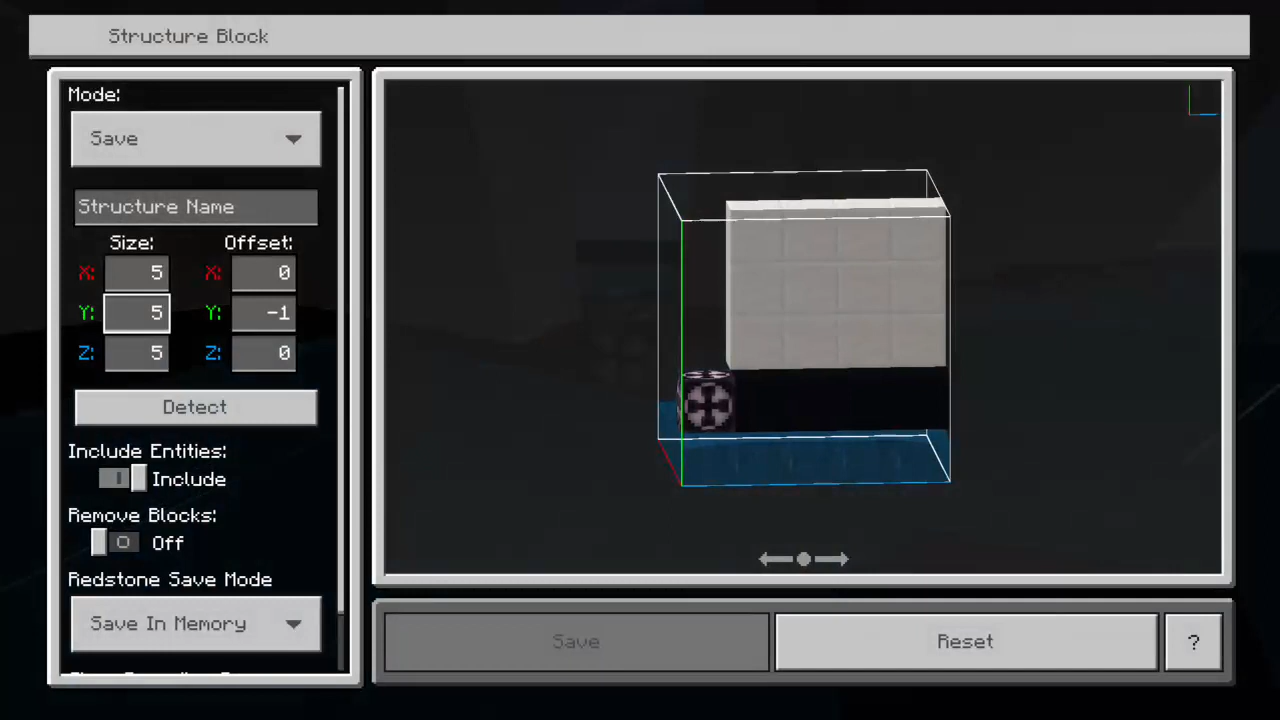 Structure Block
Mode:
Save
Structure Name
Size: Offset:
X: 5 X: 0
Y: 5 Y: -1
Z: 5 Z: 0
Detect
Include Entities:
Include
Remove Blocks:
Off
Redstone Save Mode
Save In Memory
Save
Reset
?